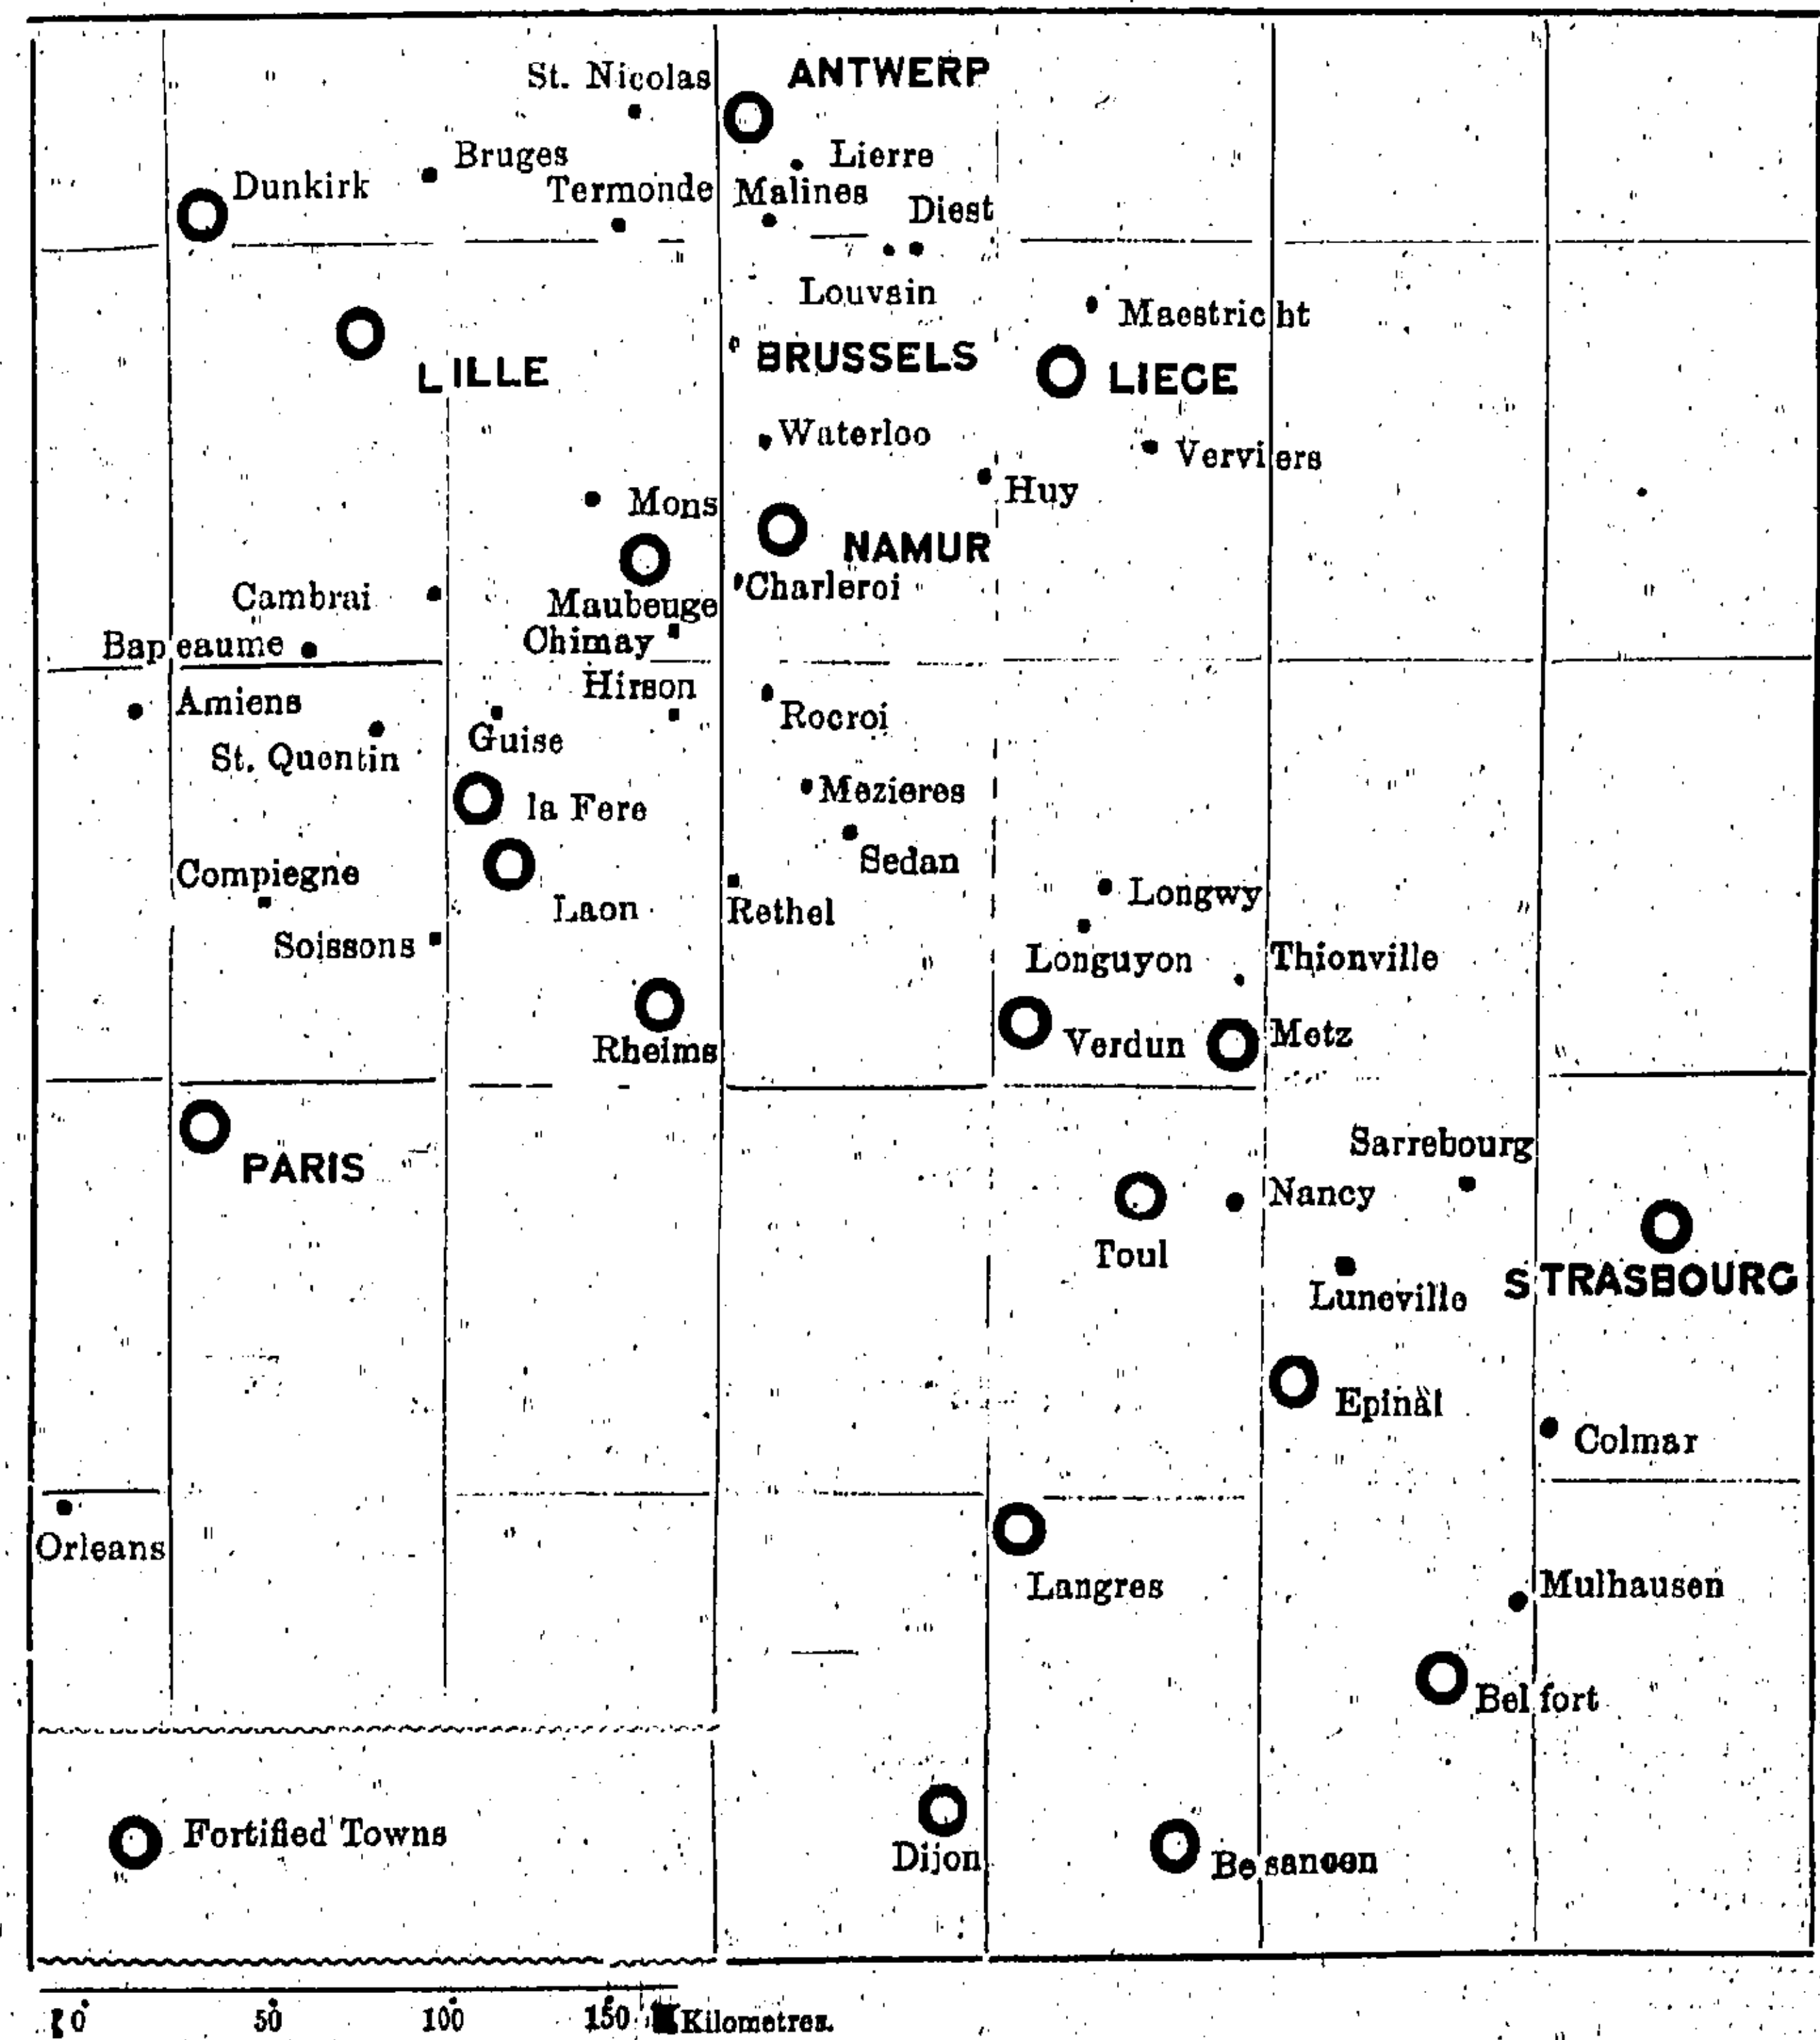 St. Nicolas
ANTWERP
Bruges
Lierre
Dunkirk
Termonde
Malines
Diest
Louvain
Maestricht
BRUSSELS
LILLE
LIEGE
Waterloo
Verviers
Huy
Mons
NAMUR
Charleroi
Cambrai
Maubeuge
Chimay
Bapeaume
Hirson
Amiens
Rocroi
Guise
St. Quentin
Mezieres
la Fere
Sedan
Compiegne
Longwy
Laon
Rethel
Soissons
Longuyon
Thionville
Metz
Verdun
Rheims
Sarrebourg
PARIS
Nancy
Toul
STRASBOURG
Luneville
Epinal
Colmar
Orleans
Langres
Mulhausen
Belfort
Fortified Towns
Dijon
Besancon
0 50 100 150 Kilometres.